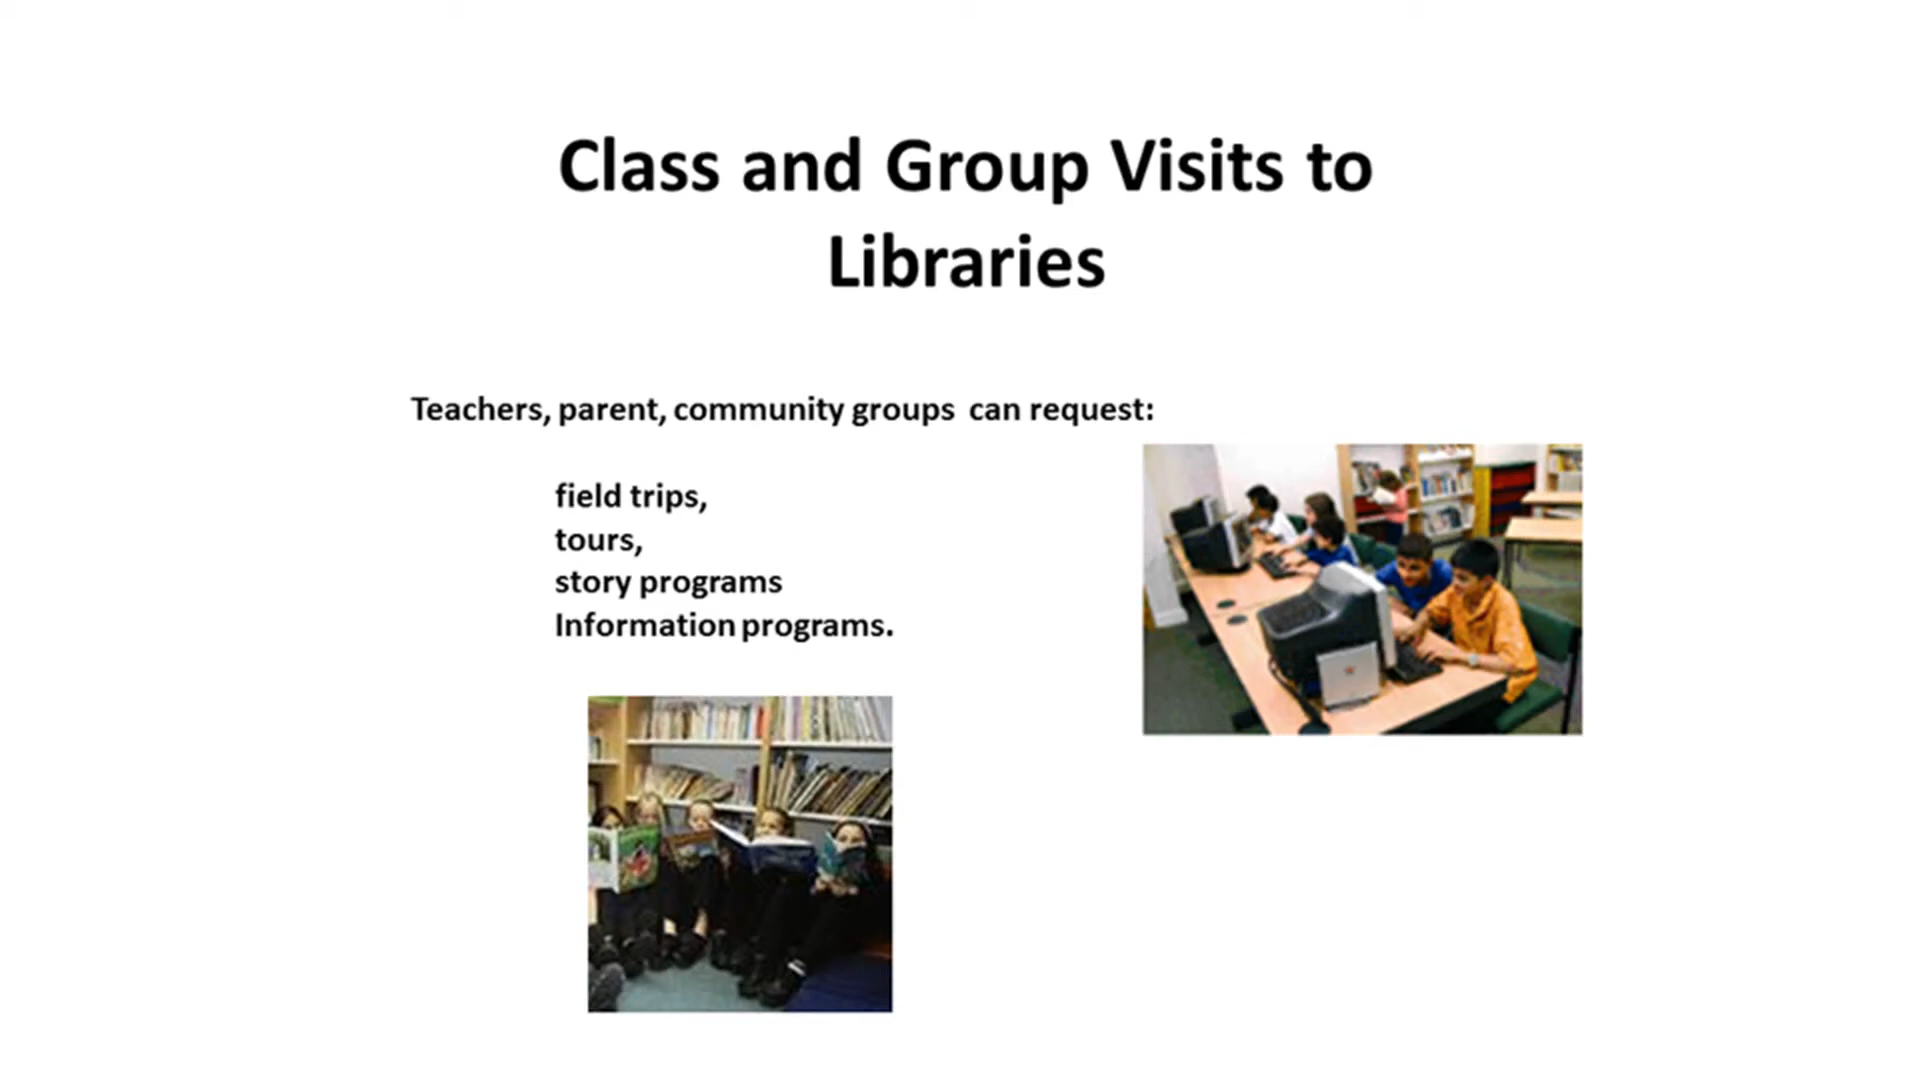 Class and Group Visits to
Libraries
Teachers, parent, community groups can request:
field trips,
tours,
story programs
Information programs.